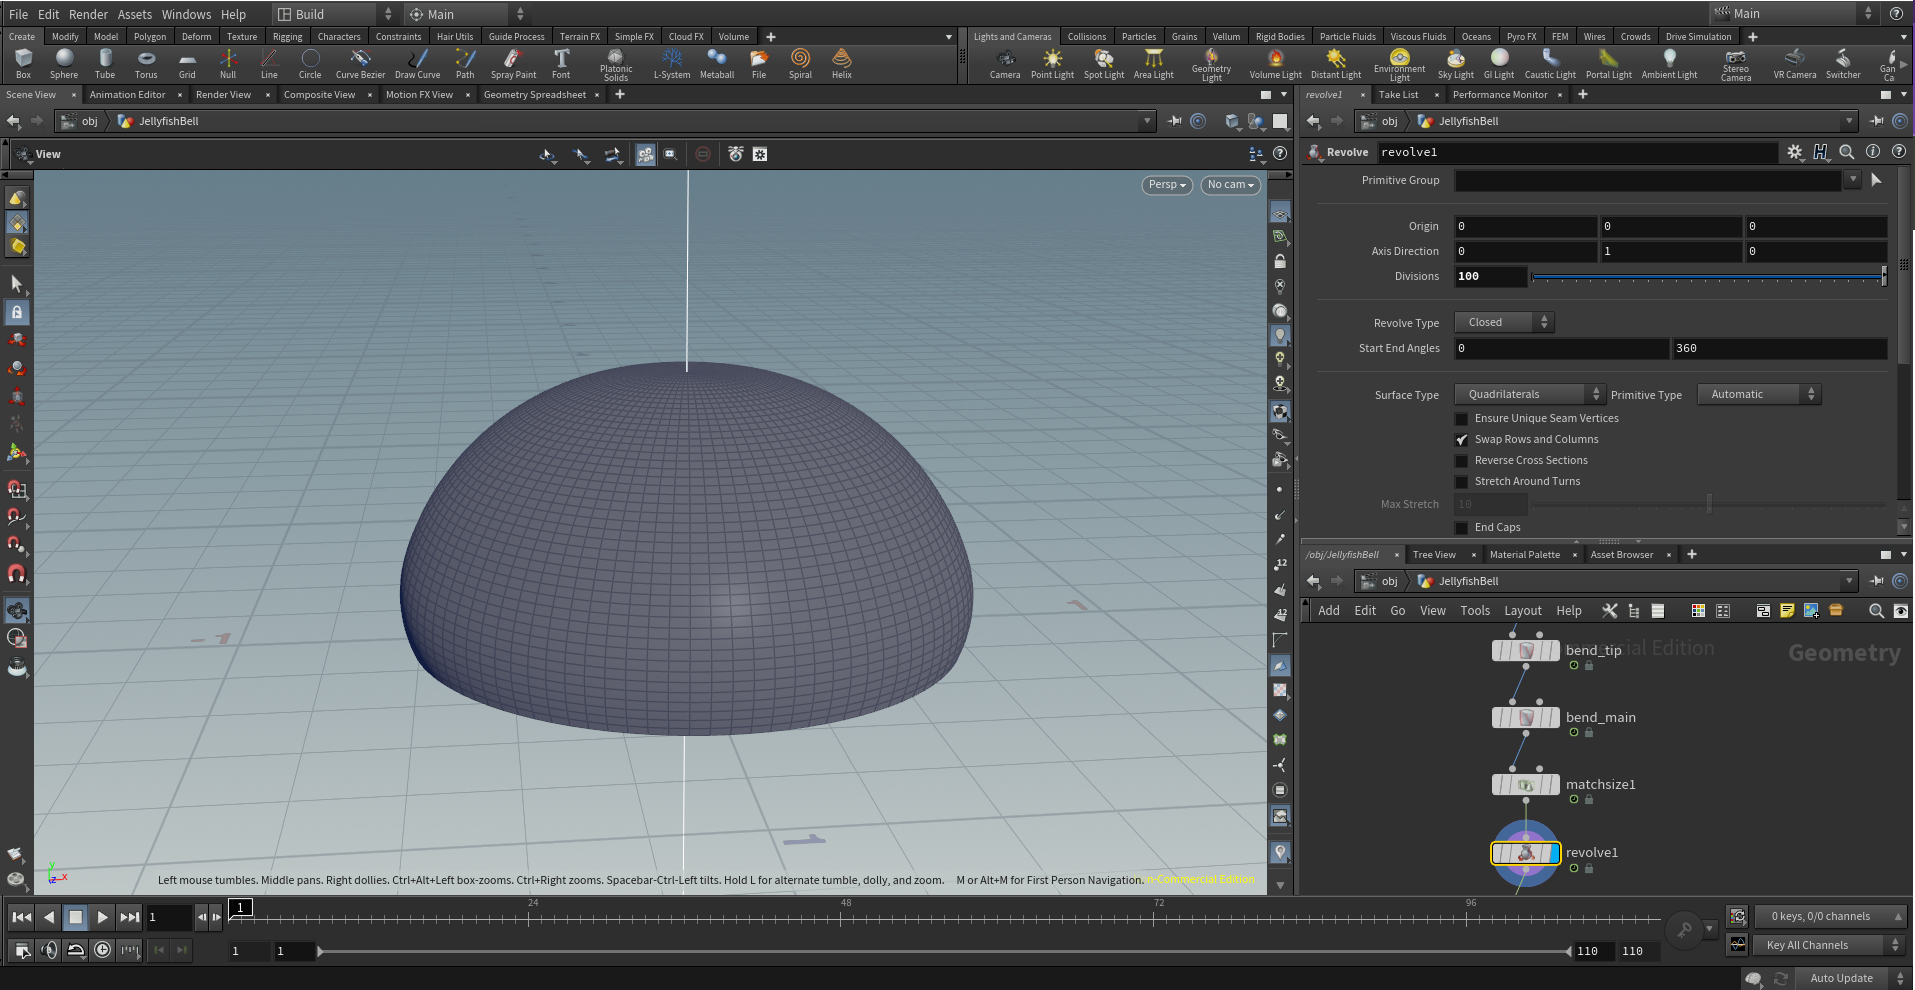 File Edit Render Assets Windows Help Build Main Main
Create Modify Model Polygon Deform Texture Rigging Characters Constraints Hair Utils Guide Process Terrain FX Simple FX Cloud FX Volume
Lights and Cameras Collisions Particles Grains Vellum Rigid Bodies Particle Fluids Viscous Fluids Oceans Pyro FX FEM Wires Crowds Drive Simulation
Box Sphere Tube Torus Grid Null Line Circle Curve Bezier Draw Curve Path Spray Paint Font Platonic Solids L-System Metaball File Spiral Helix
Camera Point Light Spot Light Area Light Geometry Light Volume Light Distant Light Environment Light Sky Light GI Light Caustic Light Portal Light Ambient Light Stereo Camera VR Camera Switcher Gan Ca
Scene View Animation Editor Render View Composite View Motion FX View Geometry Spreadsheet
revolve1 Take List Performance Monitor
obj JellyfishBell
obj JellyfishBell
View
Persp No cam
Revolve revolve1
Primitive Group
Origin 0 0 0
Axis Direction 0 1 0
Divisions 100
Revolve Type Closed
Start End Angles 0 360
Surface Type Quadrilaterals Primitive Type Automatic
Ensure Unique Seam Vertices
Swap Rows and Columns
Reverse Cross Sections
Stretch Around Turns
Max Stretch 10
End Caps
/obj/JellyfishBell Tree View Material Palette Asset Browser
obj JellyfishBell
Add Edit Go View Tools Layout Help
bend_tip
cial Edition
Geometry
bend_main
matchsize1
revolve1
-1
1
1
12
12
y
z x
Left mouse tumbles. Middle pans. Right dollies. Ctrl+Alt+Left box-zooms. Ctrl+Right zooms. Spacebar-Ctrl-Left tilts. Hold L for alternate tumble, dolly, and zoom. M or Alt+M for First Person Navigation.
n-Commercial Edition
1 1 24 48 72 96
0 keys, 0/0 channels
1 1 110 110
Key All Channels
Auto Update